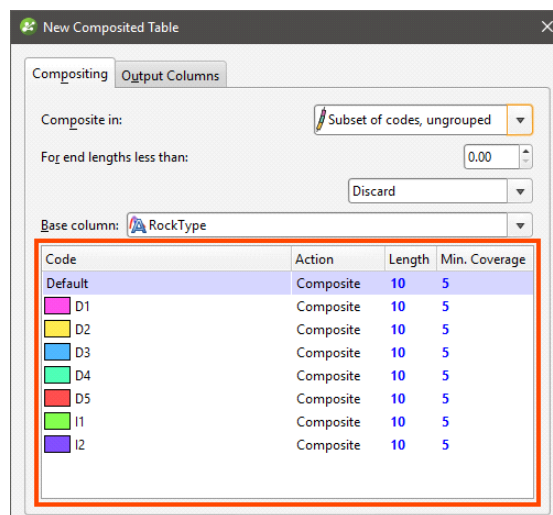 New Composited Table
Compositing Output Columns
Composite in: Subset of codes, ungrouped
For end lengths less than: 0.00
Discard
Base column: RockType
Code Action Length Min. Coverage
Default Composite 10 5
D1 Composite 10 5
D2 Composite 10 5
D3 Composite 10 5
D4 Composite 10 5
D5 Composite 10 5
I1 Composite 10 5
I2 Composite 10 5